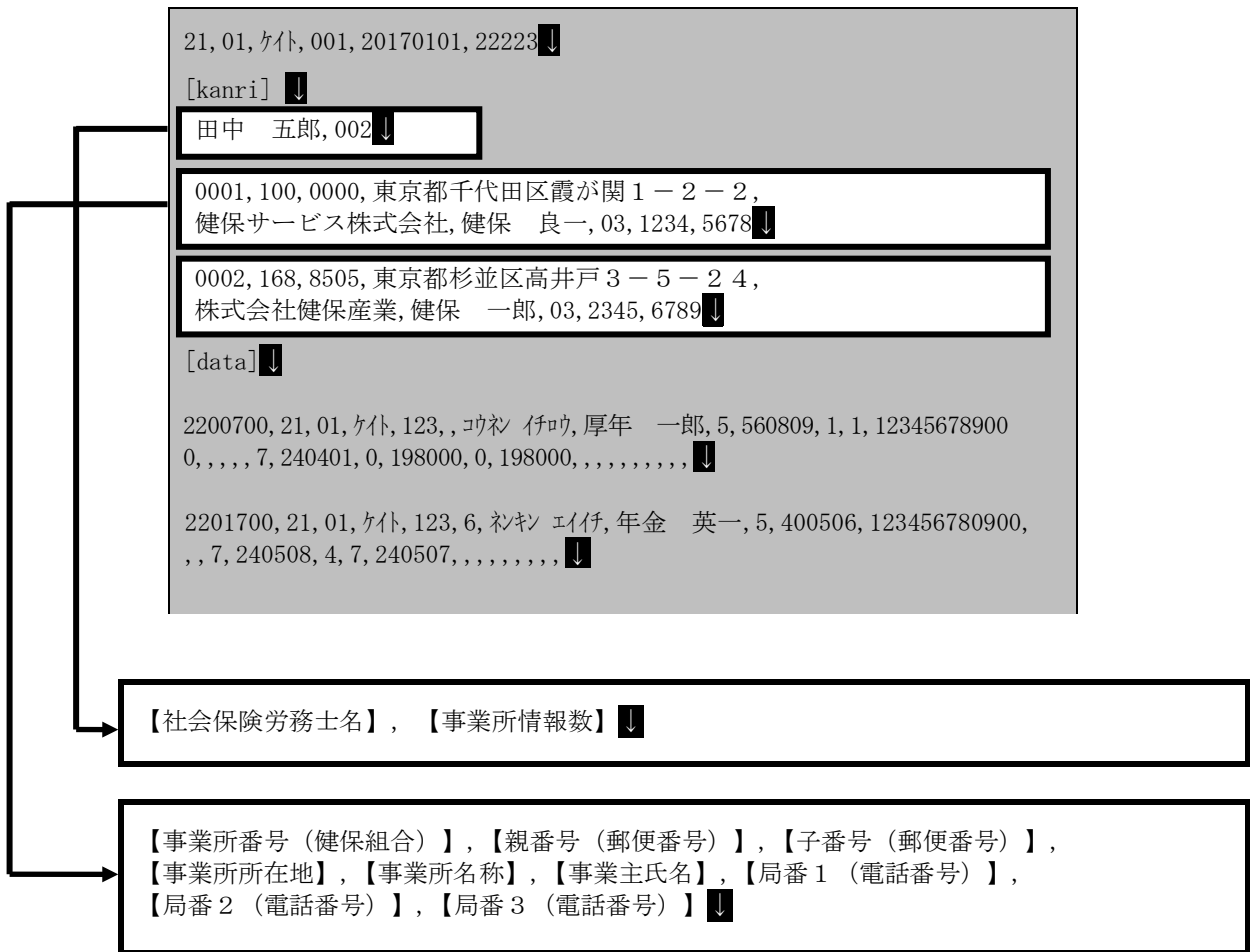 21,01,ｹｲﾄ,001,20170101,22223↓
[kanri] ↓
田中　五郎,002↓
0001,100,0000,東京都千代田区霞が関１－２－２,
健保サービス株式会社,健保　良一,03,1234,5678↓
0002,168,8505,東京都杉並区高井戸３－５－２４,
株式会社健保産業,健保　一郎,03,2345,6789↓
[data]↓
2200700,21,01,ｹｲﾄ,123,,ｺｳﾈﾝ ｲﾁﾛｳ,厚年　一郎,5,560809,1,1,12345678900
0,,,,,7,240401,0,198000,0,198000,,,,,,,,,,↓
2201700,21,01,ｹｲﾄ,123,6,ﾈﾝｷﾝ ｴｲｲﾁ,年金　英一,5,400506,123456780900,
,,7,240508,4,7,240507,,,,,,,,,↓
【社会保険労務士名】,【事業所情報数】↓
【事業所番号（健保組合）】,【親番号（郵便番号）】,【子番号（郵便番号）】,
【事業所所在地】,【事業所名称】,【事業主氏名】,【局番１（電話番号）】,
【局番２（電話番号）】,【局番３（電話番号）】↓